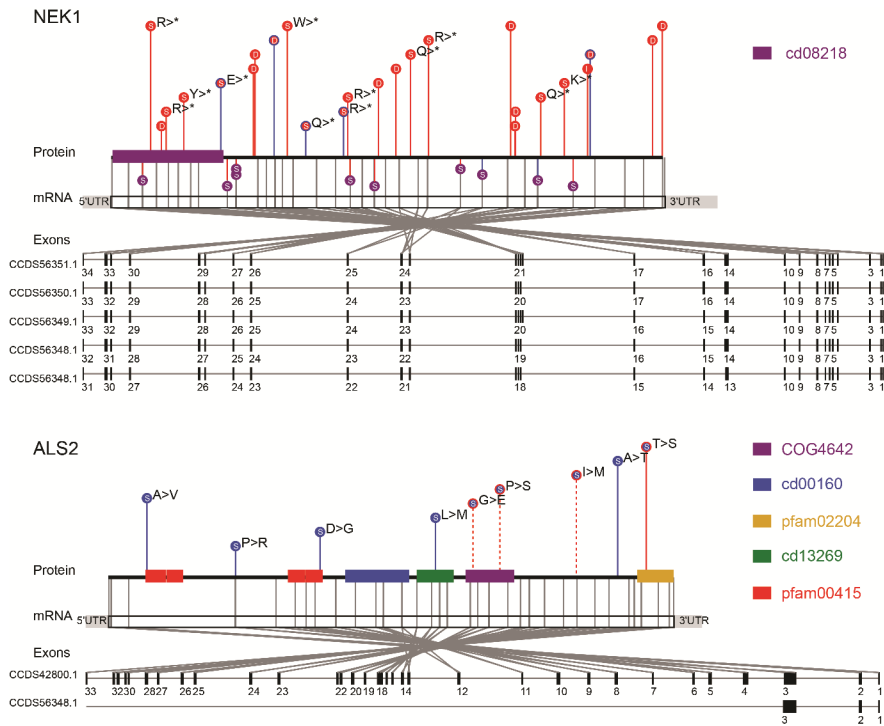 NEK1
R>* W>* R>* Q>* E>* Y>* R>* K>* Q>* R>* R>* Q>*
S S S D D D S D D S S S S S S D D S S D D D S S I D D D
cd08218
Protein
S S S S S S S S S S
mRNA
5'UTR 3'UTR
Exons
CCDS56351.1
34 33 30 29 27 26 25 24 21 17 16 14 10 9 8 7 5 3 1
CCDS56350.1
33 32 29 28 26 25 24 23 20 17 16 14 10 9 8 7 5 3 1
CCDS56349.1
33 32 29 28 26 25 24 23 20 16 15 14 10 9 8 7 5 3 1
CCDS56348.1
32 31 28 27 25 24 23 22 19 16 15 14 10 9 8 7 5 3 1
CCDS56348.1
31 30 27 26 24 23 22 21 18 15 14 13 10 9 8 7 5 3 1
ALS2
S A>V S P>R S D>G S L>M S G>E S P>S S I>M S A>T S T>S
COG4642
cd00160
pfam02204
cd13269
pfam00415
Protein
mRNA
5'UTR 3'UTR
Exons
CCDS42800.1
33 32 30 28 27 26 25 24 23 22 20 19 18 14 12 11 10 9 8 7 6 5 4 3 2 1
CCDS56348.1
3 2 1